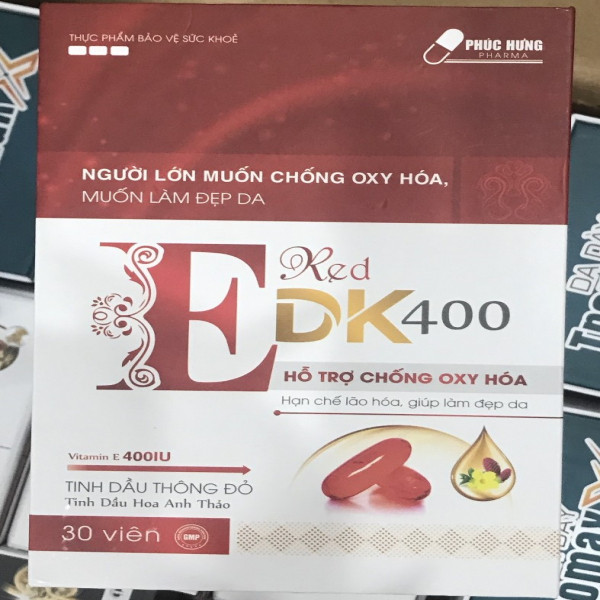 THỰC PHẨM BẢO VỆ SỨC KHOẺ
PHÚC HƯNG
PHARMA
NGƯỜI LỚN MUỐN CHỐNG OXY HÓA,
MUỐN LÀM ĐẸP DA
E
Rẹd
DK400
HỖ TRỢ CHỐNG OXY HÓA
Hạn chế lão hóa, giúp làm đẹp da
Vitamin E 400IU
TINH DẦU THÔNG ĐỎ
Tinh Dầu Hoa Anh Thảo
30 viên
GMP